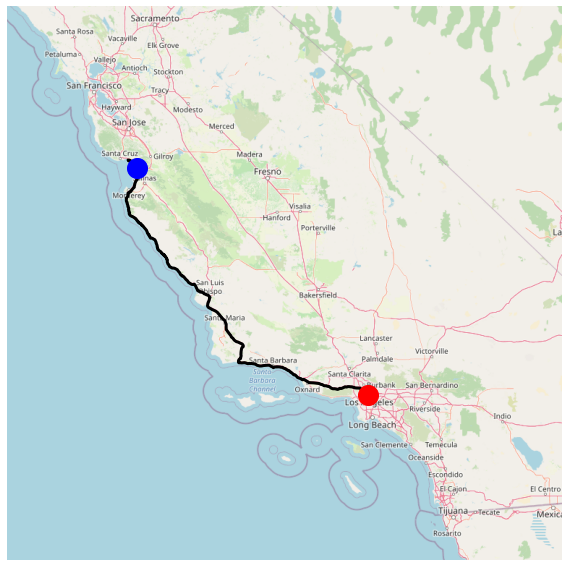 Sacramento
Santa Rosa
Vacaville
Elk Grove
Petaluma
Vallejo
Antioch
Stockton
San Francisco
Tracy
Hayward
Modesto
San Jose
Merced
Santa Cruz
Gilroy
Madera
Fresno
inas
Monterey
Visalia
Hanford
Porterville
La
San Luis
Obispo
Bakersfield
Santa Maria
Lancaster
Victorville
Palmdale
Santa Barbara
Santa
Barbara
Channel
Santa Clarita
Oxnard
Burbank
San Bernardino
Los Angeles
Riverside
Indio
Long Beach
San Clemente
Temecula
Oceanside
Escondido
El Cajon
El Centro
Tijuana
Tecate
Mexica
Rosarito